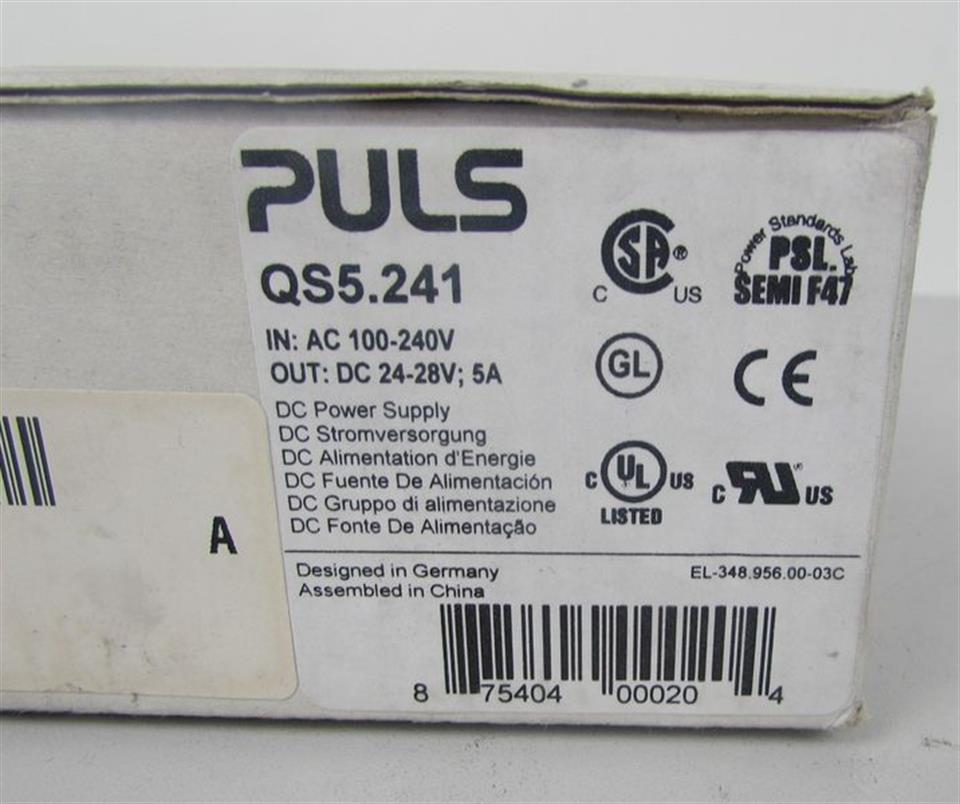 PULS
QS5.241
IN: AC 100-240V
OUT: DC 24-28V; 5A
DC Power Supply
DC Stromversorgung
DC Alimentation d'Energie
DC Fuente De Alimentación
DC Gruppo di alimentazione
DC Fonte De Alimentação
C SA® US
Power Standards Lab
PSL.
SEMI F47
GL
CE
C UL US
LISTED
C RU® US
A
Designed in Germany
Assembled in China
EL-348.956.00-03C
8 75404 00020 4